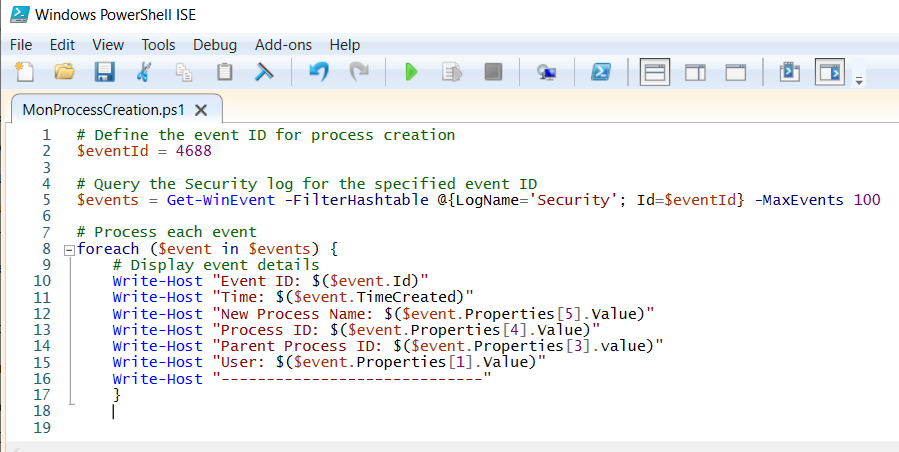 Windows PowerShell ISE
File Edit View Tools Debug Add-ons Help
MonProcessCreation.ps1 X
1 # Define the event ID for process creation
2 $eventId = 4688
3
4 # Query the Security log for the specified event ID
5 $events = Get-WinEvent -FilterHashtable @{LogName='Security'; Id=$eventId} -MaxEvents 100
6
7 # Process each event
8 foreach ($event in $events) {
9     # Display event details
10     Write-Host "Event ID: $($event.Id)"
11     Write-Host "Time: $($event.TimeCreated)"
12     Write-Host "New Process Name: $($event.Properties[5].Value)"
13     Write-Host "Process ID: $($event.Properties[4].Value)"
14     Write-Host "Parent Process ID: $($event.Properties[3].value)"
15     Write-Host "User: $($event.Properties[1].Value)"
16     Write-Host "-----------------------------"
17     }
18
19